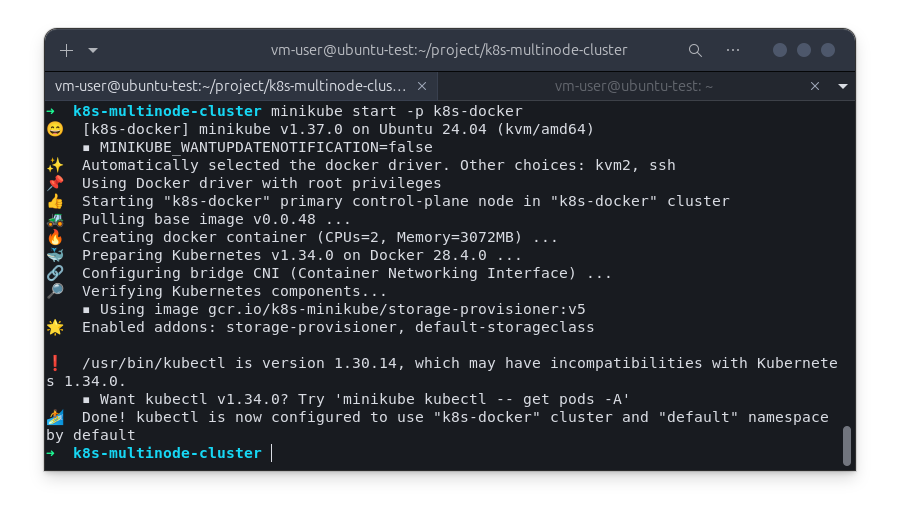 vm-user@ubuntu-test:~/project/k8s-multinode-cluster
vm-user@ubuntu-test:~/project/k8s-multinode-clus...
vm-user@ubuntu-test: ~
➜  k8s-multinode-cluster minikube start -p k8s-docker
😄  [k8s-docker] minikube v1.37.0 on Ubuntu 24.04 (kvm/amd64)
    ▪ MINIKUBE_WANTUPDATENOTIFICATION=false
✨  Automatically selected the docker driver. Other choices: kvm2, ssh
📌  Using Docker driver with root privileges
👍  Starting "k8s-docker" primary control-plane node in "k8s-docker" cluster
🚜  Pulling base image v0.0.48 ...
🔥  Creating docker container (CPUs=2, Memory=3072MB) ...
🐳  Preparing Kubernetes v1.34.0 on Docker 28.4.0 ...
🔗  Configuring bridge CNI (Container Networking Interface) ...
🔎  Verifying Kubernetes components...
    ▪ Using image gcr.io/k8s-minikube/storage-provisioner:v5
🌟  Enabled addons: storage-provisioner, default-storageclass
❗  /usr/bin/kubectl is version 1.30.14, which may have incompatibilities with Kubernete
s 1.34.0.
    ▪ Want kubectl v1.34.0? Try 'minikube kubectl -- get pods -A'
🏄  Done! kubectl is now configured to use "k8s-docker" cluster and "default" namespace
by default
➜  k8s-multinode-cluster